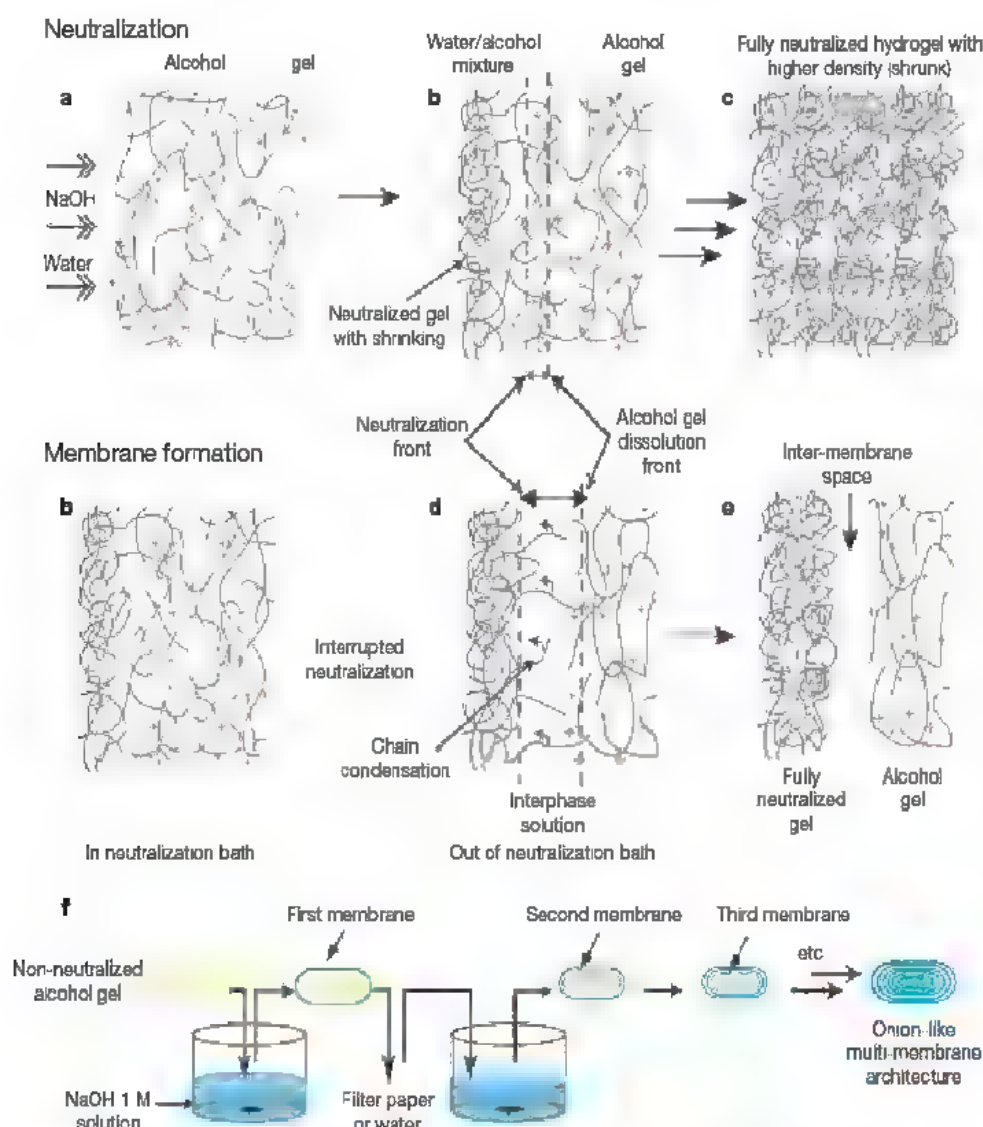 Neutralization
Alcohol gel
a
NaOH
Water
Water/alcohol
mixture
Alcohol
gel
b
Neutralized gel
with shrinking
Fully neutralized hydrogel with
higher density (shrunk)
c
Neutralization
front
Alcohol gel
dissolution
front
Membrane formation
b
Interrupted
neutralization
d
Chain
condensation
Interphase
solution
Inter-membrane
space
e
Fully
neutralized
gel
Alcohol
gel
In neutralization bath
Out of neutralization bath
f
First membrane
Second membrane
Third membrane
etc
Non-neutralized
alcohol gel
NaOH 1 M
solution
Filter paper
or water
Onion-like
multi-membrane
architecture